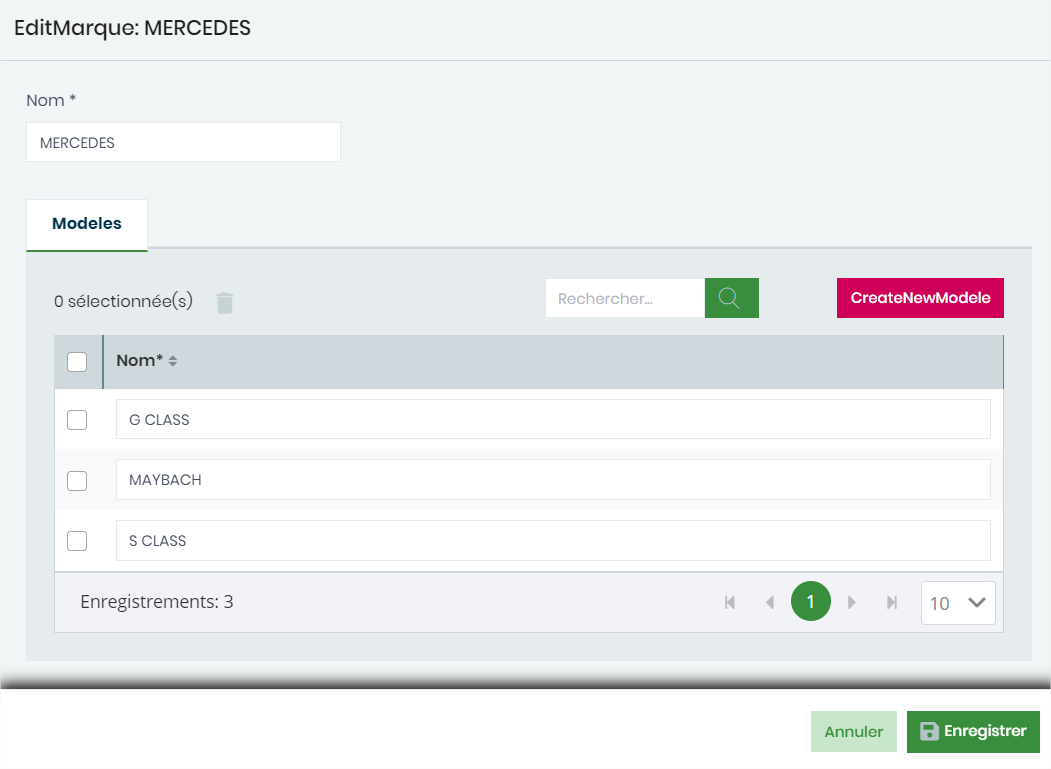 EditMarque: MERCEDES
Nom *
MERCEDES
Modeles
0 sélectionnée(s)
Rechercher...
CreateNewModele
Nom*
G CLASS
MAYBACH
S CLASS
Enregistrements: 3
1
10
Annuler
Enregistrer